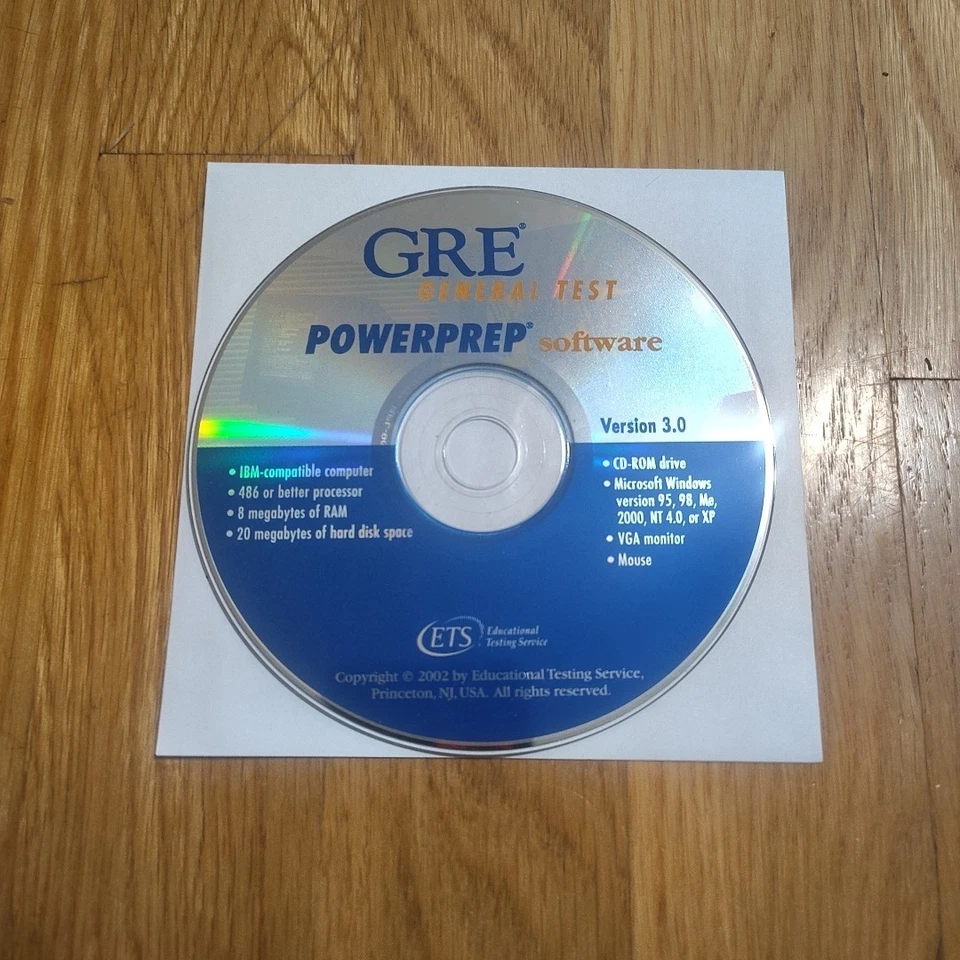 GRE®
GENERAL TEST
POWERPREP® software
Version 3.0
• IBM-compatible computer
• 486 or better processor
• 8 megabytes of RAM
• 20 megabytes of hard disk space
• CD-ROM drive
• Microsoft Windows
version 95, 98, Me,
2000, NT 4.0, or XP
• VGA monitor
• Mouse
ETS Educational
Testing Service
Copyright © 2002 by Educational Testing Service,
Princeton, NJ, USA. All rights reserved.